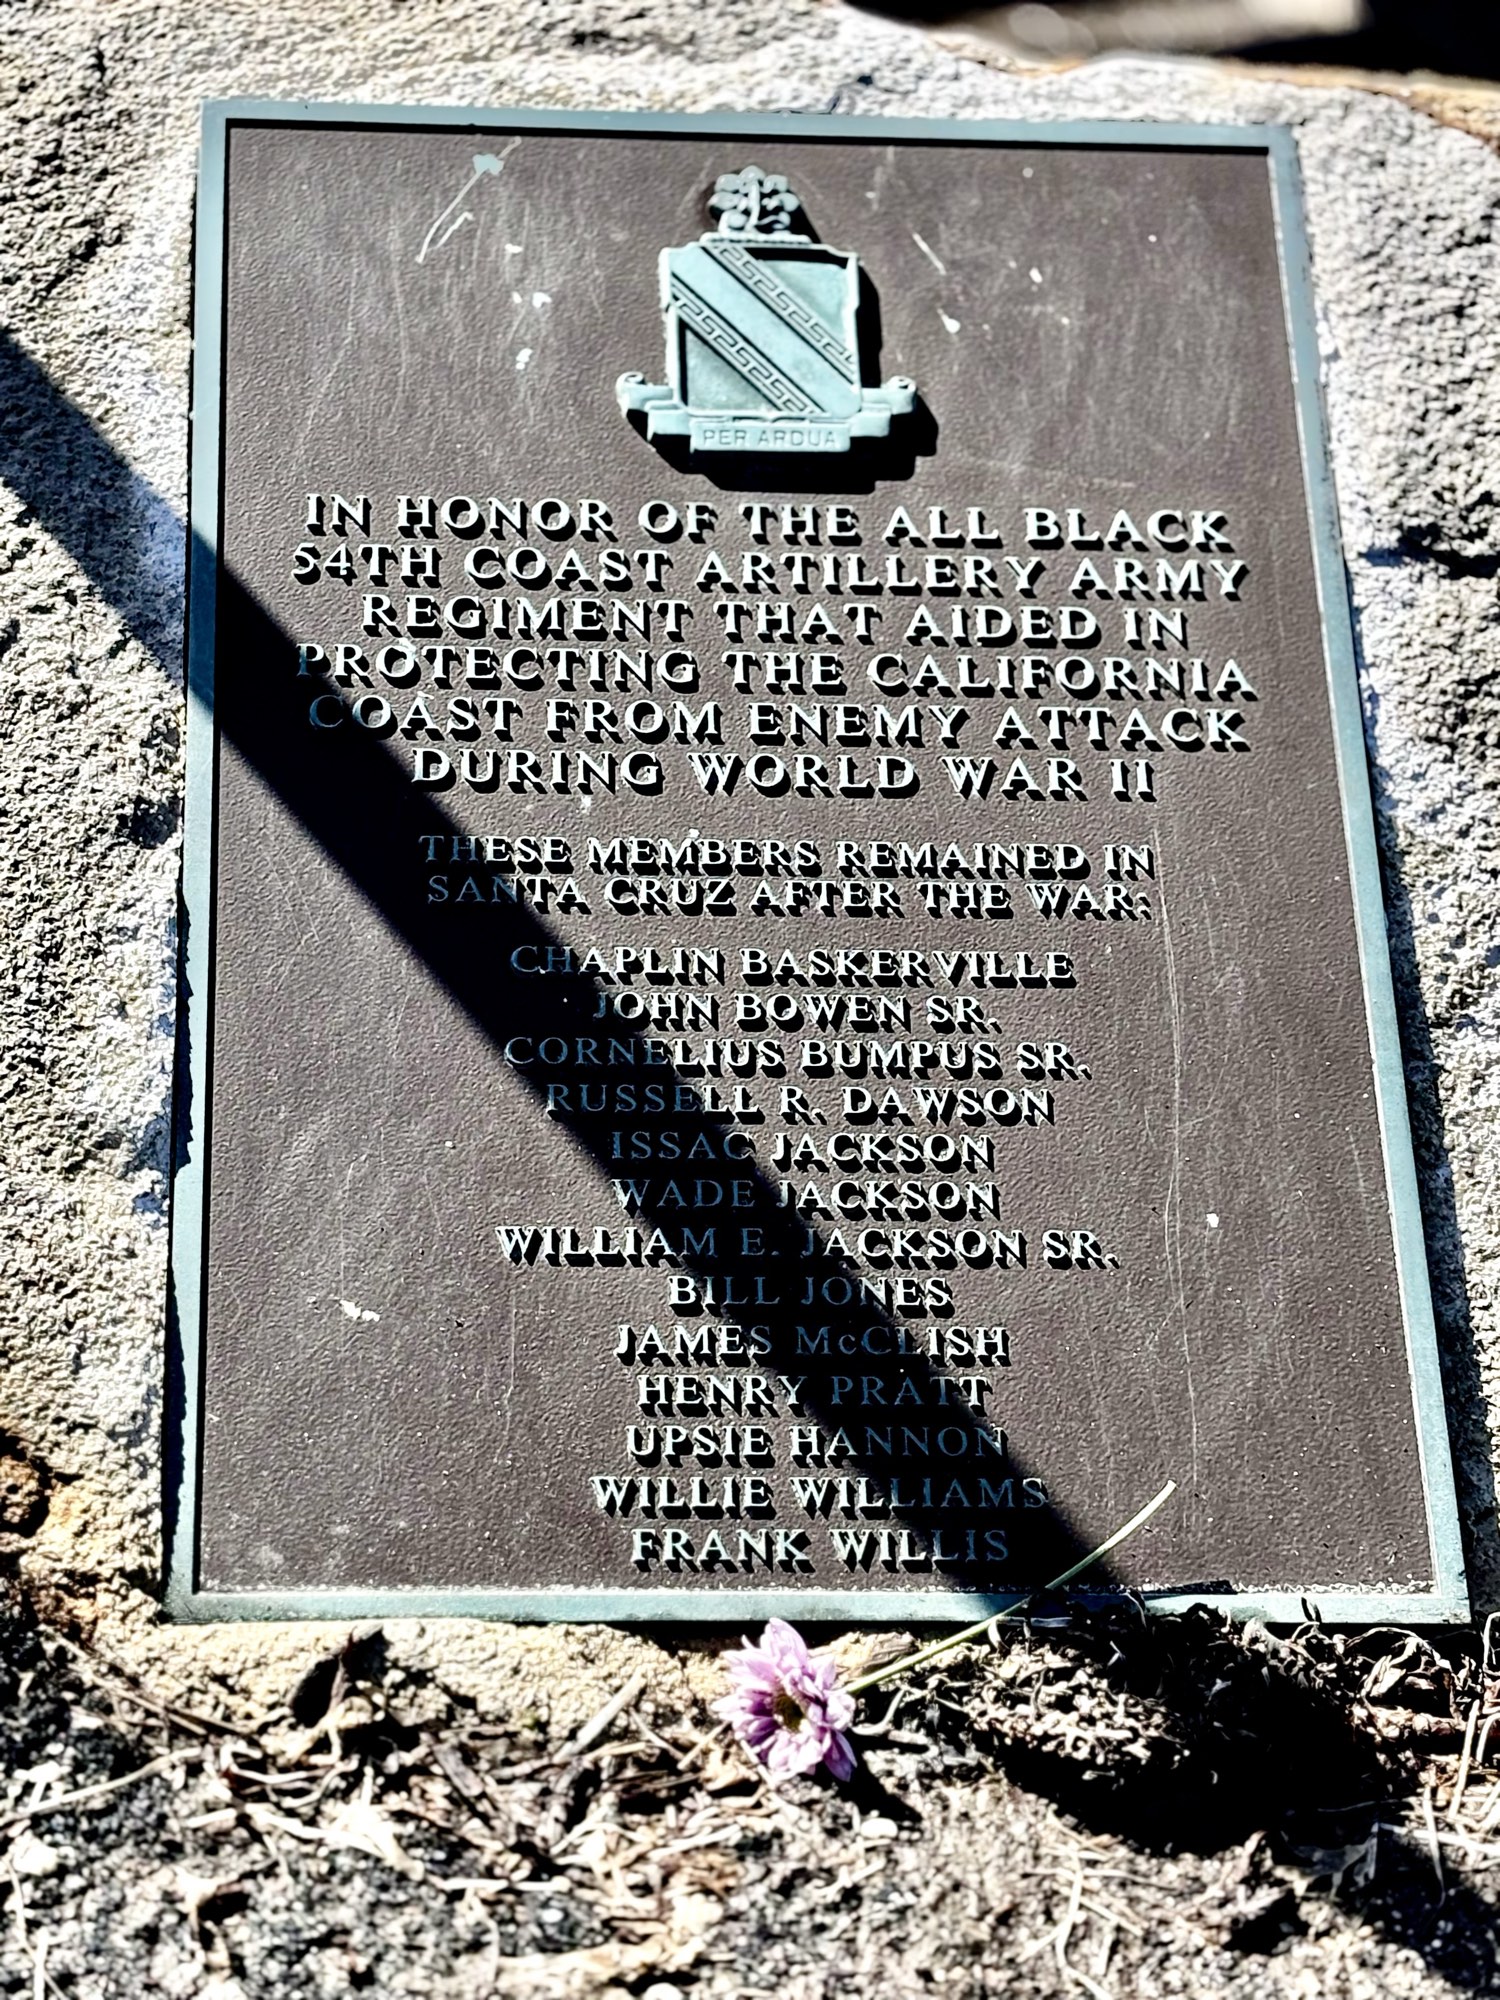 PER ARDUA
IN HONOR OF THE ALL BLACK
54TH COAST ARTILLERY ARMY
REGIMENT THAT AIDED IN
PROTECTING THE CALIFORNIA
COAST FROM ENEMY ATTACK
DURING WORLD WAR II
THESE MEMBERS REMAINED IN
SANTA CRUZ AFTER THE WAR:
CHAPLIN BASKERVILLE
JOHN BOWEN SR.
CORNELIUS BUMPUS SR.
RUSSELL R. DAWSON
ISSAC JACKSON
WADE JACKSON
WILLIAM E. JACKSON SR.
BILL JONES
JAMES McCLISH
HENRY PRATT
UPSIE HANNON
WILLIE WILLIAMS
FRANK WILLIS